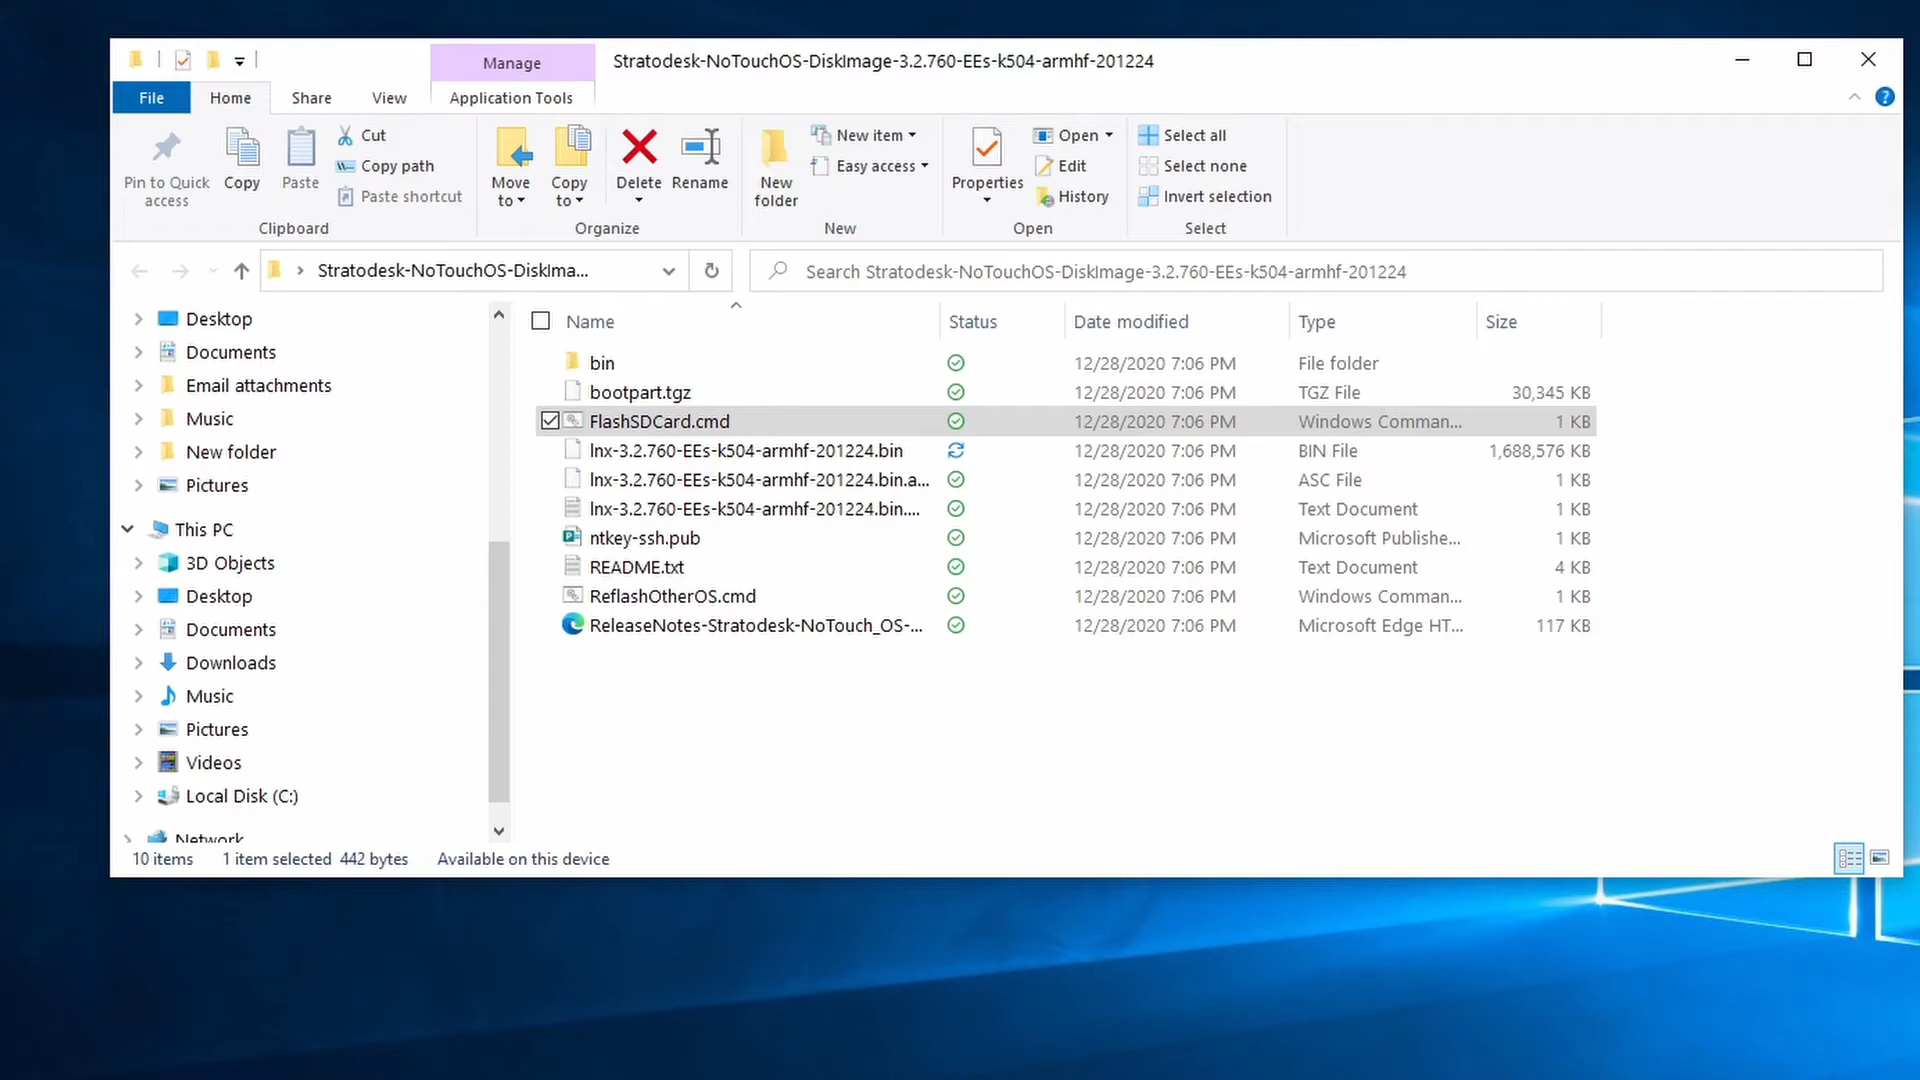 Manage
Stratodesk-NoTouchOS-DiskImage-3.2.760-EEs-k504-armhf-201224
File
Home
Share
View
Application Tools
Pin to Quick access
Copy
Paste
Cut
Copy path
Paste shortcut
Clipboard
Move to
Copy to
Delete
Rename
Organize
New folder
New item
Easy access
New
Properties
Open
Edit
History
Open
Select all
Select none
Invert selection
Select
Stratodesk-NoTouchOS-DiskIma...
Search Stratodesk-NoTouchOS-DiskImage-3.2.760-EEs-k504-armhf-201224
Desktop
Documents
Email attachments
Music
New folder
Pictures
This PC
3D Objects
Desktop
Documents
Downloads
Music
Pictures
Videos
Local Disk (C:)
Network
Name Status Date modified Type Size
bin 12/28/2020 7:06 PM File folder
bootpart.tgz 12/28/2020 7:06 PM TGZ File 30,345 KB
FlashSDCard.cmd 12/28/2020 7:06 PM Windows Comman... 1 KB
lnx-3.2.760-EEs-k504-armhf-201224.bin 12/28/2020 7:06 PM BIN File 1,688,576 KB
lnx-3.2.760-EEs-k504-armhf-201224.bin.a... 12/28/2020 7:06 PM ASC File 1 KB
lnx-3.2.760-EEs-k504-armhf-201224.bin.... 12/28/2020 7:06 PM Text Document 1 KB
ntkey-ssh.pub 12/28/2020 7:06 PM Microsoft Publishe... 1 KB
README.txt 12/28/2020 7:06 PM Text Document 4 KB
ReflashOtherOS.cmd 12/28/2020 7:06 PM Windows Comman... 1 KB
ReleaseNotes-Stratodesk-NoTouch_OS-... 12/28/2020 7:06 PM Microsoft Edge HT... 117 KB
10 items 1 item selected 442 bytes Available on this device